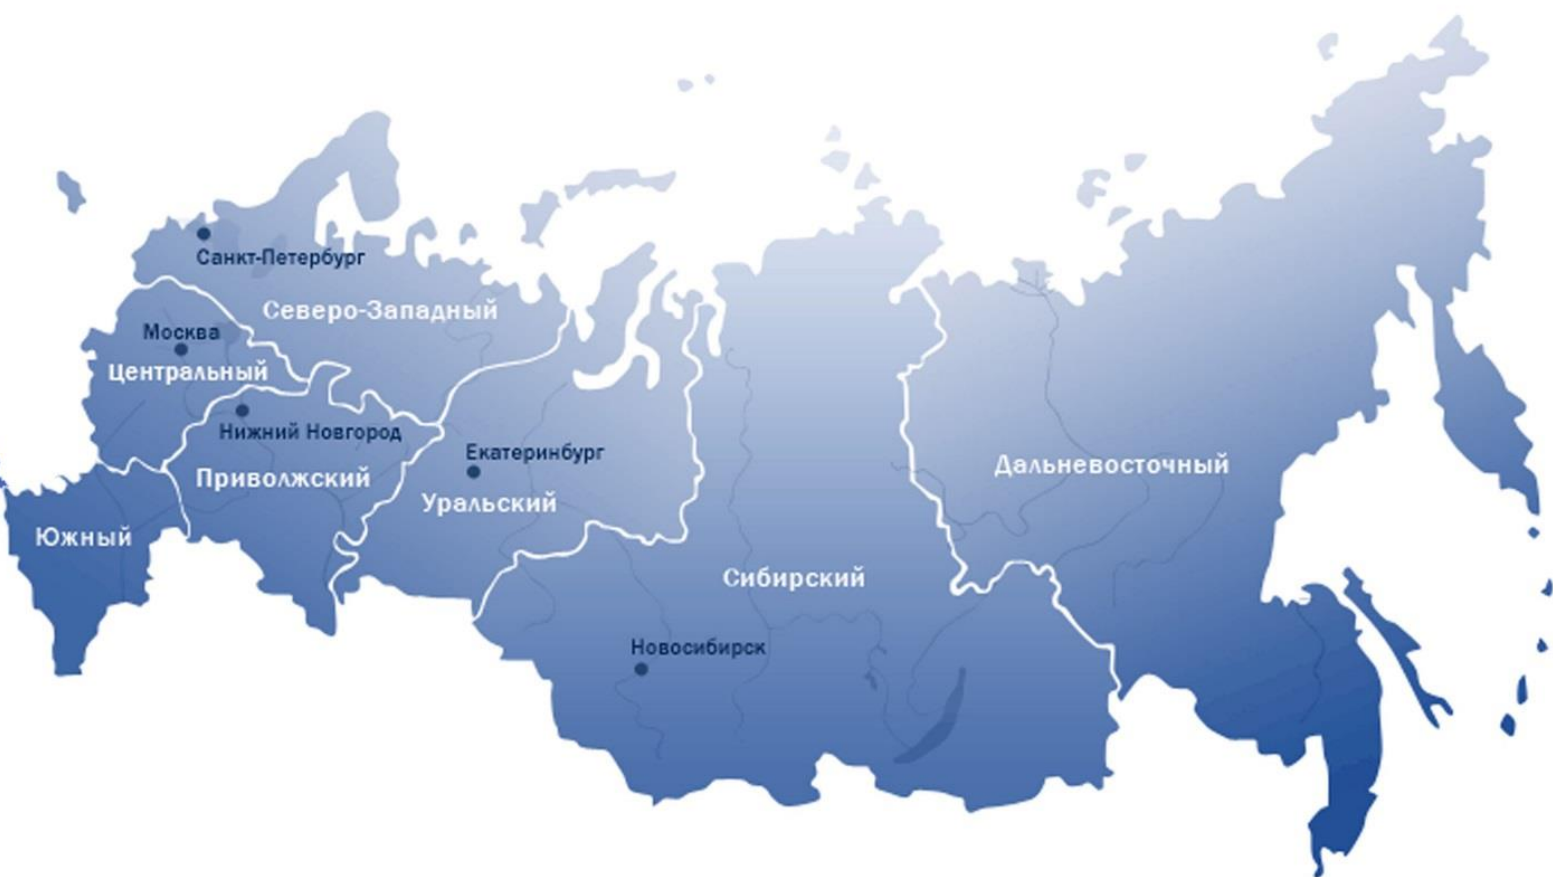 Санкт-Петербург
Северо-Западный
Москва
Центральный
Нижний Новгород
Екатеринбург
Приволжский
Уральский
Дальневосточный
Южный
Сибирский
Новосибирск